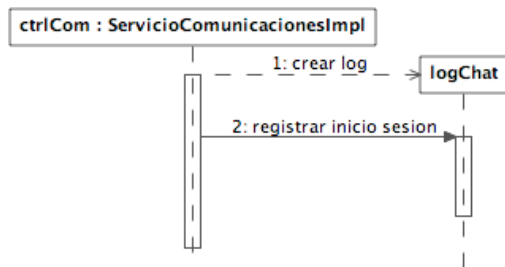 ctrlCom : ServicioComunicacionesImpl
1: crear log
logChat
2: registrar inicio sesion